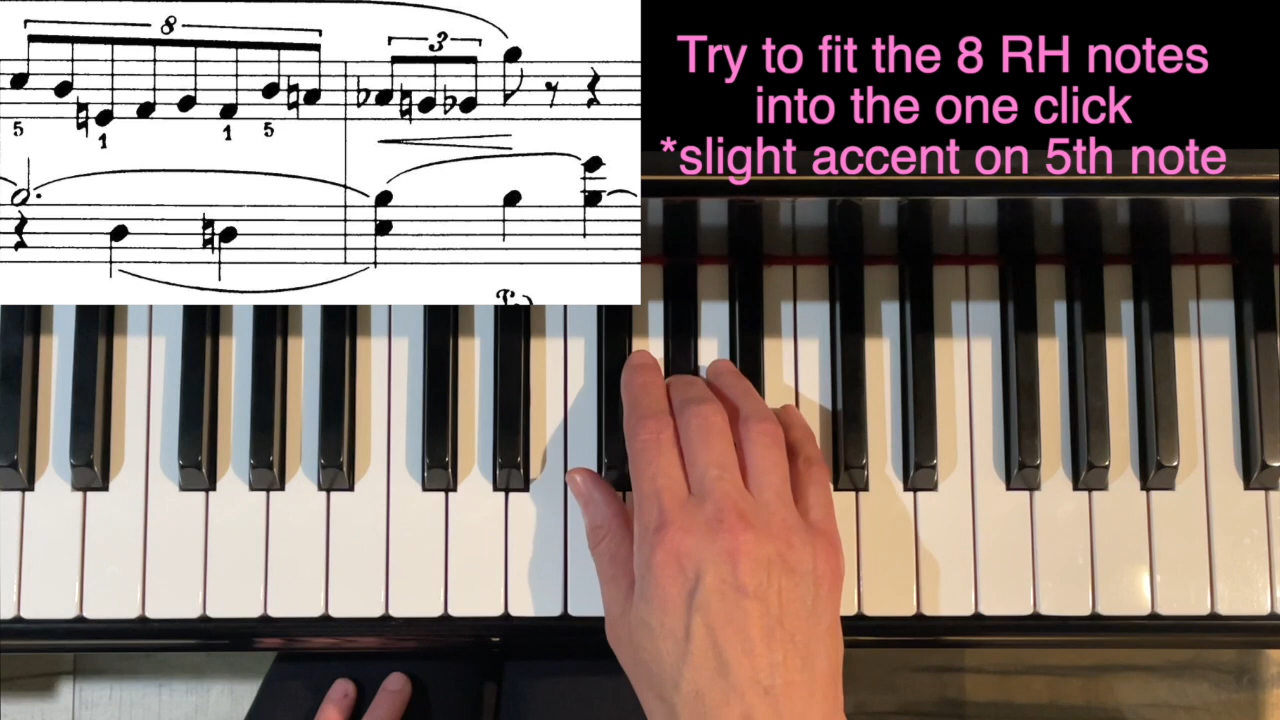 8
3
5 1 1 5
Try to fit the 8 RH notes
into the one click
*slight accent on 5th note